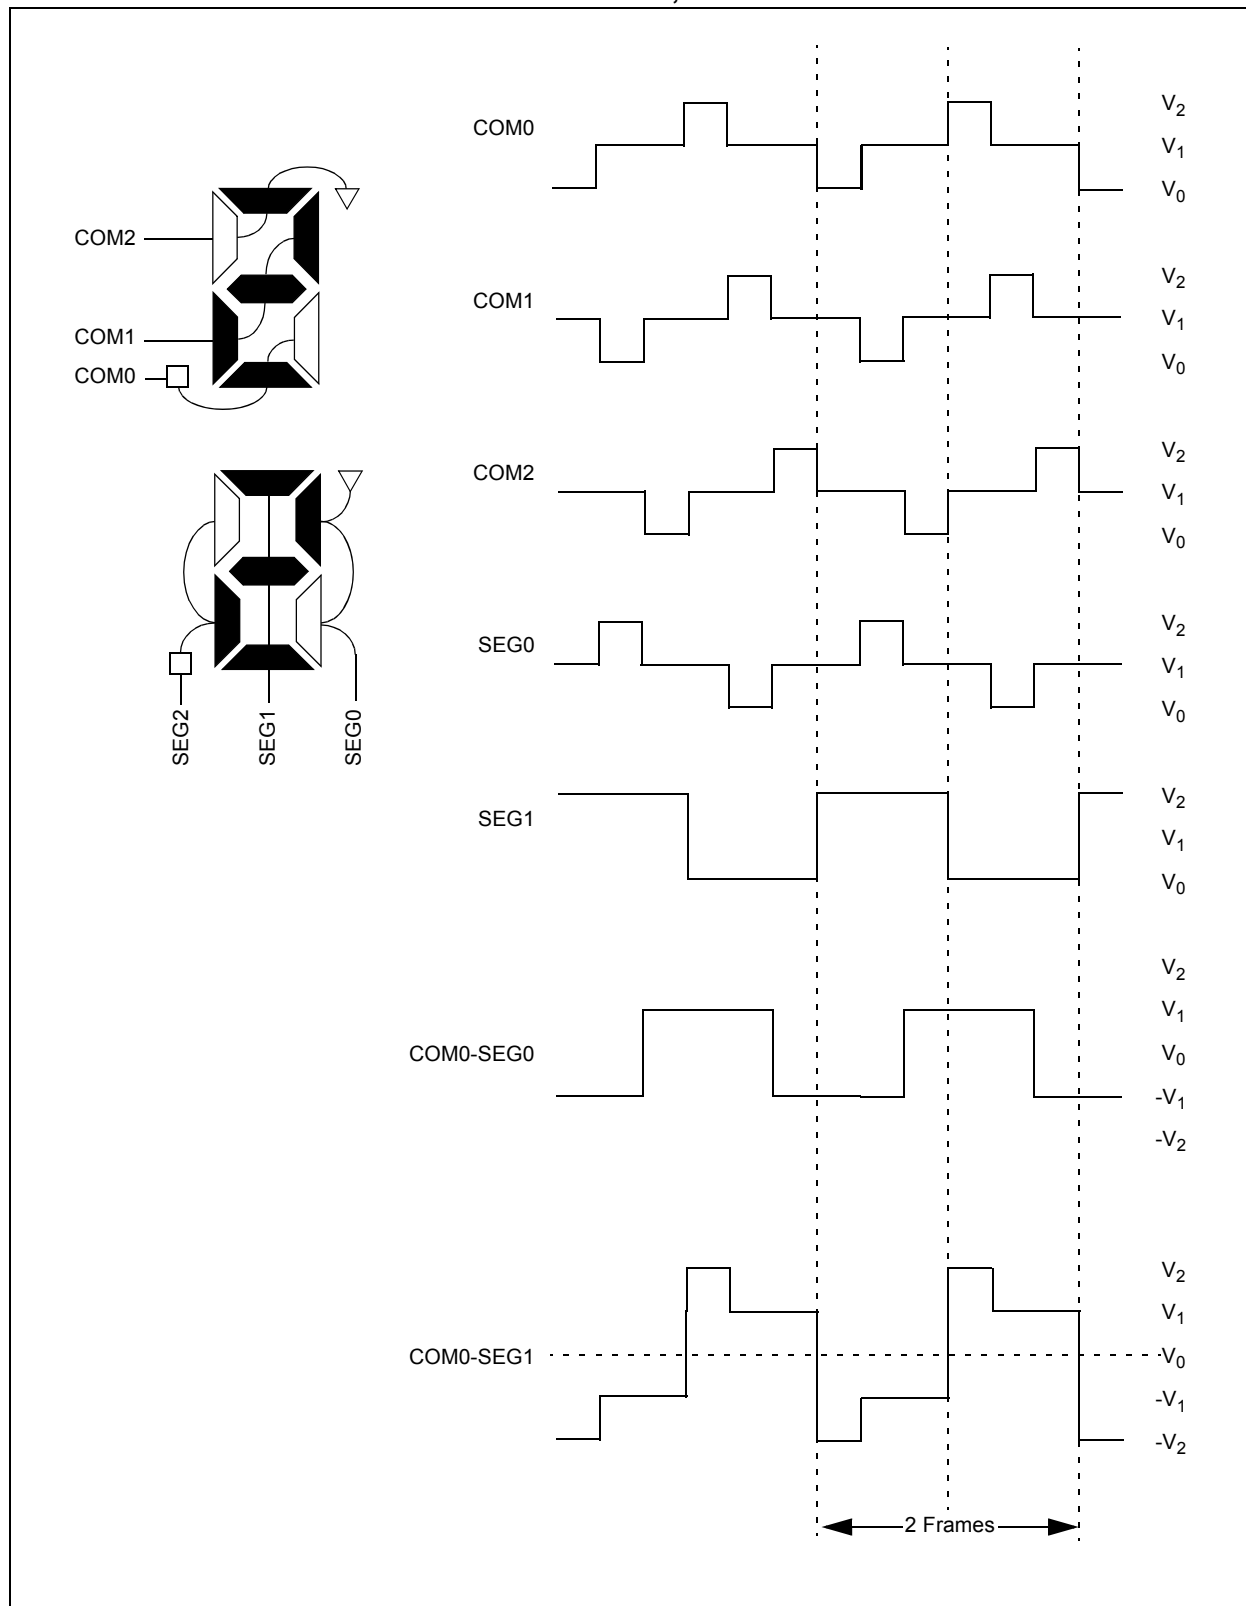 COM2
COM1
COM0
SEG2
SEG1
SEG0
COM0
V2
V1
V0
COM1
V2
V1
V0
COM2
V2
V1
V0
SEG0
V2
V1
V0
SEG1
V2
V1
V0
COM0-SEG0
V2
V1
V0
-V1
-V2
COM0-SEG1
V2
V1
V0
-V1
-V2
2 Frames